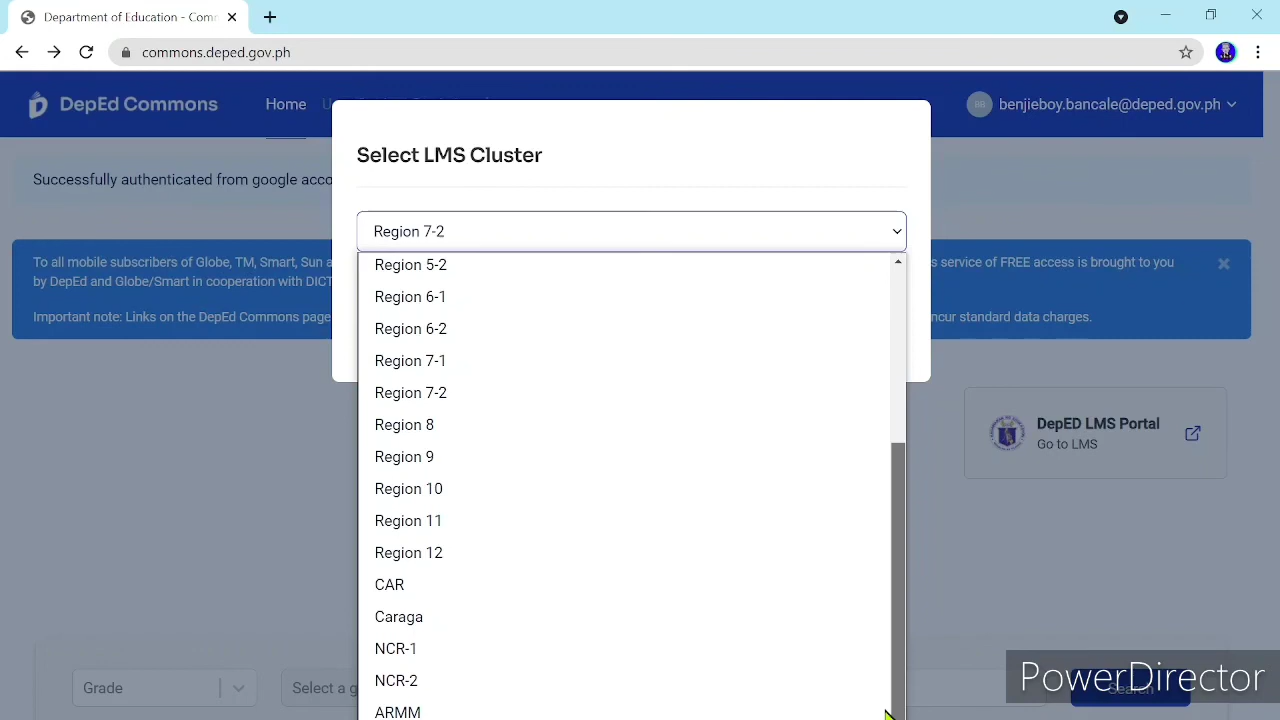 Department of Education - Com
commons.deped.gov.ph
DepEd Commons
Home
BB
benjieboy.bancale@deped.gov.ph
Select LMS Cluster
Successfully authenticated from google acco
Region 7-2
To all mobile subscribers of Globe, TM, Smart, Sun a
s service of FREE access is brought to you
by DepEd and Globe/Smart in cooperation with DICT
Important note: Links on the DepEd Commons page
ncur standard data charges.
Region 5-2
Region 6-1
Region 6-2
Region 7-1
Region 7-2
Region 8
Region 9
Region 10
Region 11
Region 12
CAR
Caraga
NCR-1
NCR-2
ARMM
DepED LMS Portal
Go to LMS
Grade
Select a g
Search
PowerDirector